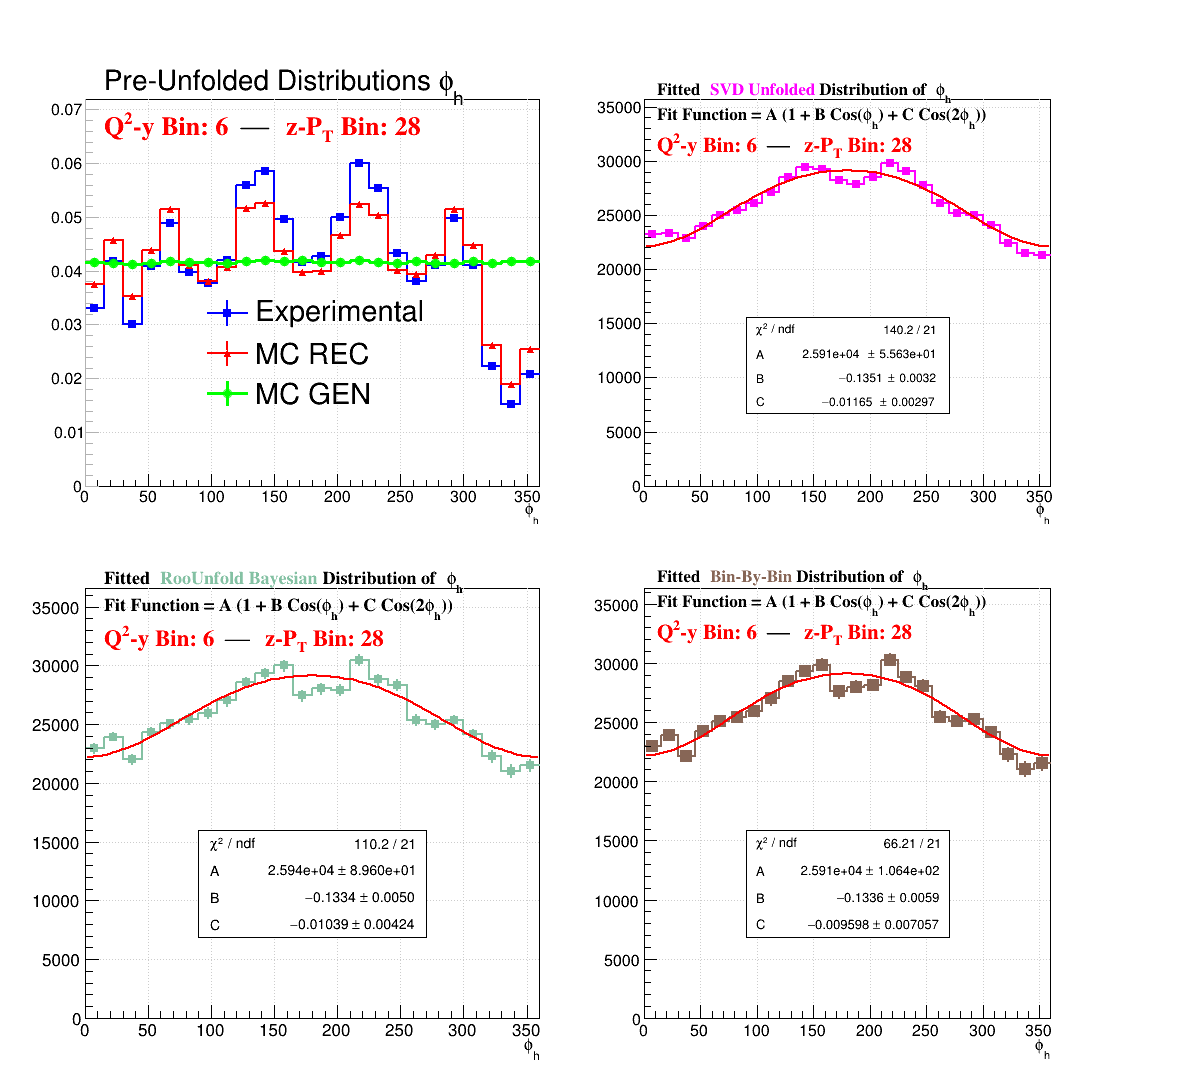 Pre-Unfolded Distributions ϕh
Q²-y Bin: 6 — z-PT Bin: 28
0.07
0.06
0.05
0.04
0.03
0.02
0.01
0
Experimental
MC REC
MC GEN
0 50 100 150 200 250 300 350
ϕh
Fitted SVD Unfolded Distribution of ϕh
Fit Function = A (1 + B Cos(ϕh) + C Cos(2ϕh))
Q²-y Bin: 6 — z-PT Bin: 28
35000
30000
25000
20000
15000
10000
5000
0
χ² / ndf 140.2 / 21
A 2.591e+04 ± 5.563e+01
B −0.1351 ± 0.0032
C −0.01165 ± 0.00297
0 50 100 150 200 250 300 350
ϕh
Fitted RooUnfold Bayesian Distribution of ϕh
Fit Function = A (1 + B Cos(ϕh) + C Cos(2ϕh))
Q²-y Bin: 6 — z-PT Bin: 28
35000
30000
25000
20000
15000
10000
5000
0
χ² / ndf 110.2 / 21
A 2.594e+04 ± 8.960e+01
B −0.1334 ± 0.0050
C −0.01039 ± 0.00424
0 50 100 150 200 250 300 350
ϕh
Fitted Bin-By-Bin Distribution of ϕh
Fit Function = A (1 + B Cos(ϕh) + C Cos(2ϕh))
Q²-y Bin: 6 — z-PT Bin: 28
35000
30000
25000
20000
15000
10000
5000
0
χ² / ndf 66.21 / 21
A 2.591e+04 ± 1.064e+02
B −0.1336 ± 0.0059
C −0.009598 ± 0.007057
0 50 100 150 200 250 300 350
ϕh